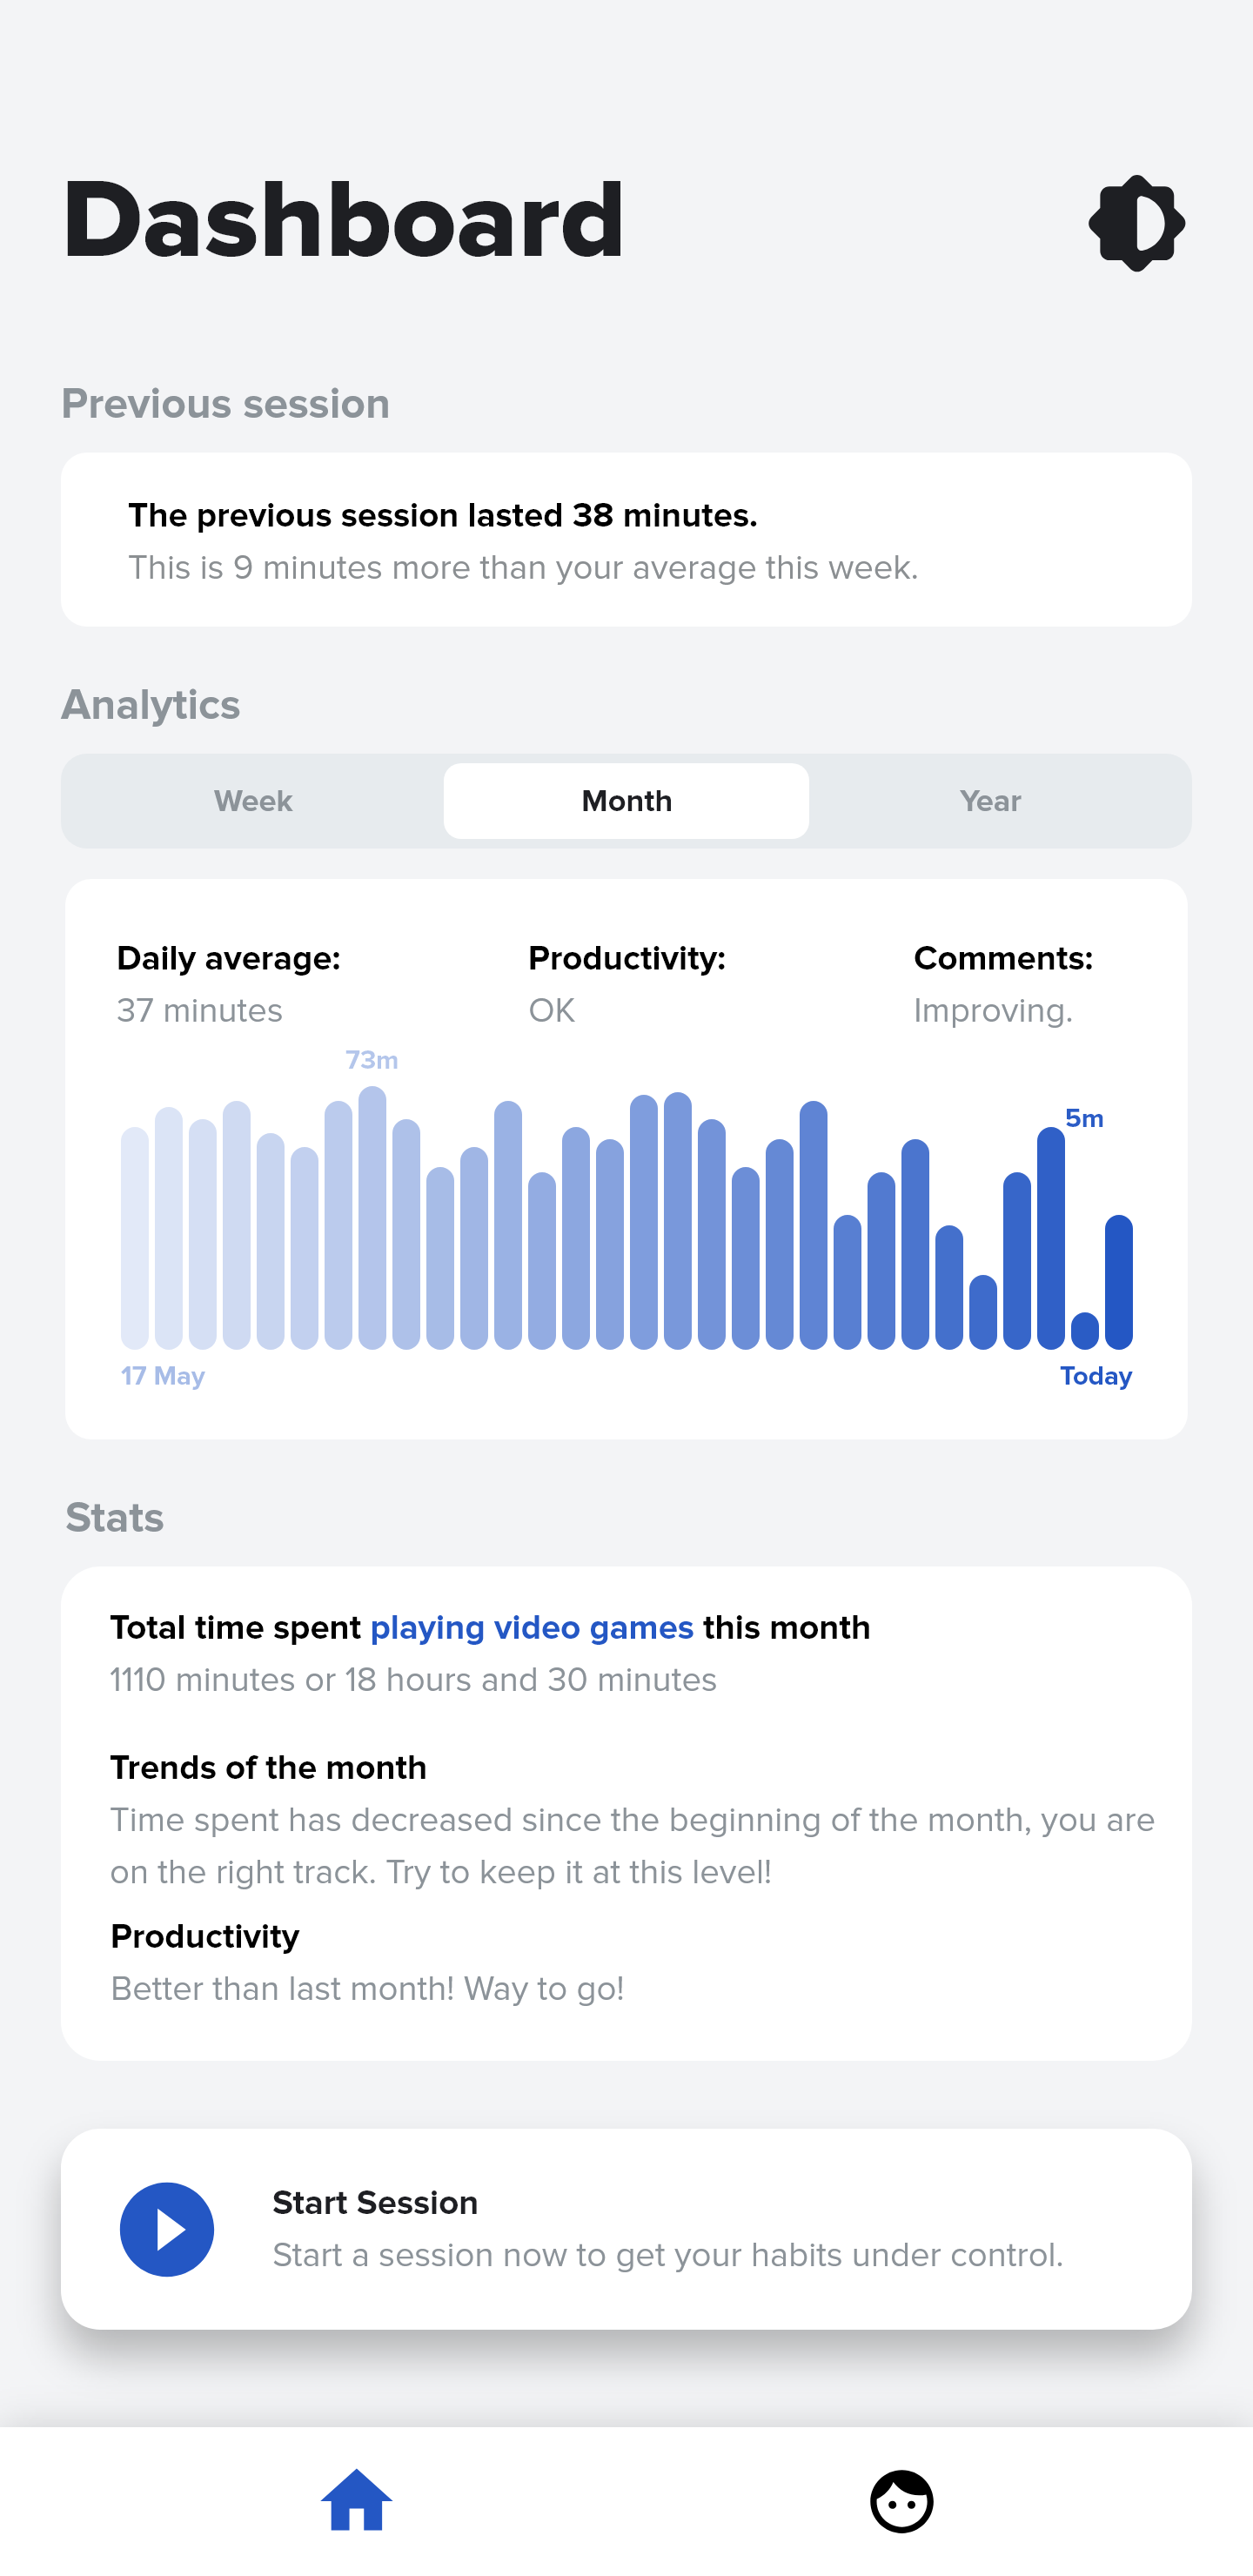 Dashboard
Previous session
The previous session lasted 38 minutes.
This is 9 minutes more than your average this week.
Analytics
Week Month Year
Daily average: Productivity: Comments:
37 minutes OK Improving.
73m
5m
17 May Today
Stats
Total time spent playing video games this month
1110 minutes or 18 hours and 30 minutes
Trends of the month
Time spent has decreased since the beginning of the month, you are
on the right track. Try to keep it at this level!
Productivity
Better than last month! Way to go!
Start Session
Start a session now to get your habits under control.